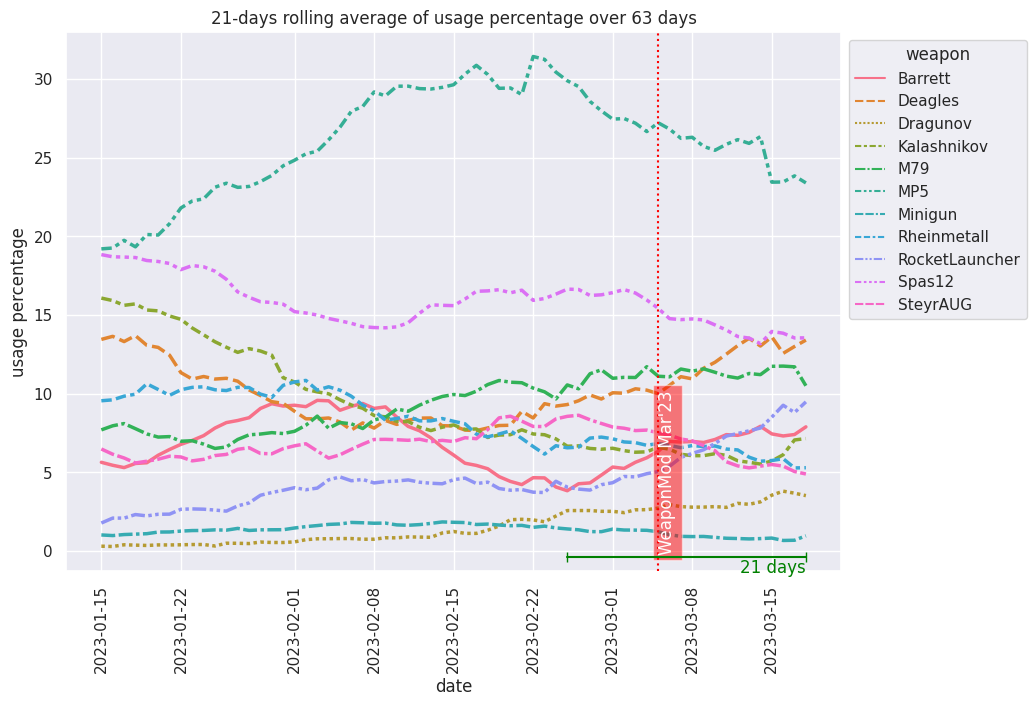 21-days rolling average of usage percentage over 63 days
usage percentage
30
25
20
15
10
5
0
2023-01-15
2023-01-22
2023-02-01
2023-02-08
2023-02-15
2023-02-22
2023-03-01
2023-03-08
2023-03-15
date
WeaponMod Mar'23
21 days
weapon
Barrett
Deagles
Dragunov
Kalashnikov
M79
MP5
Minigun
Rheinmetall
RocketLauncher
Spas12
SteyrAUG